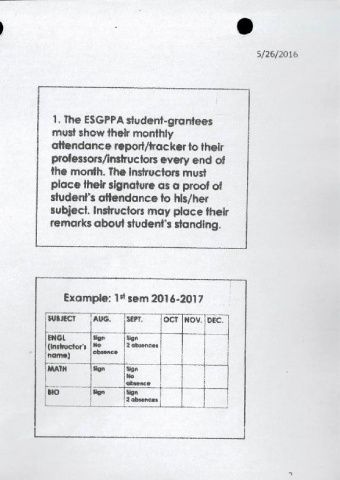 5/26/2016
1. The ESGPPA student-grantees
must show their monthly
attendance report/tracker to their
professors/instructors every end of
the month. The instructors must
place their signature as a proof of
student's attendance to his/her
subject. Instructors may place their
remarks about student's standing.
Example: 1st sem 2016-2017
SUBJECT AUG. SEPT. OCT NOV. DEC.
ENGL (Instructor's name) Sign No absence Sign 2 absences
MATH Sign Sign No absence
BIO Sign Sign 2 absences